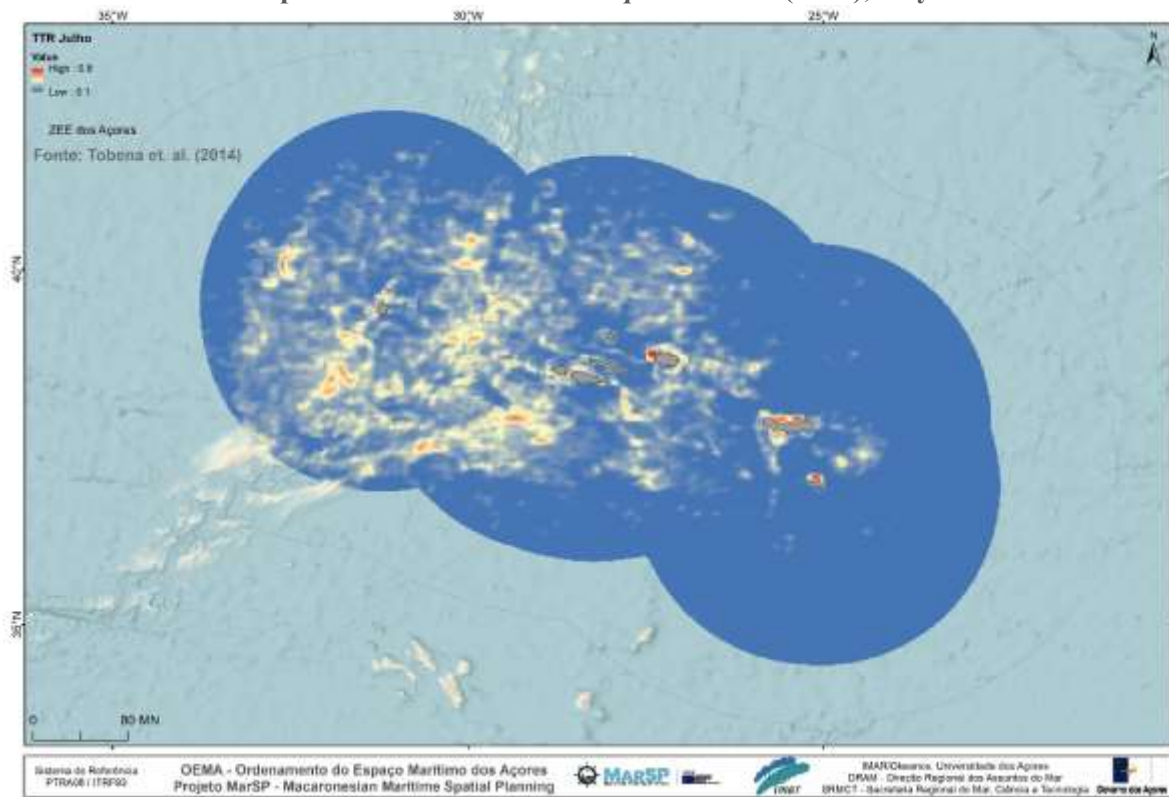 35°W
30°W
25°W
TTR Julho
Value
High : 0.8
Low : 0.1
ZEE dos Açores
Fonte: Tobena et. al. (2014)
N
40°N
35°N
0
80 MN
Sistema de Referência
PTRA08 / ITRF93
OEMA - Ordenamento do Espaço Marítimo dos Açores
Projeto MarSP - Macaronesian Maritime Spatial Planning
MARSP
IMAR/Okeanos, Universidade dos Açores
DRAM - Direção Regional dos Assuntos do Mar
SRMCT - Secretaria Regional do Mar, Ciência e Tecnologia
Governo dos Açores